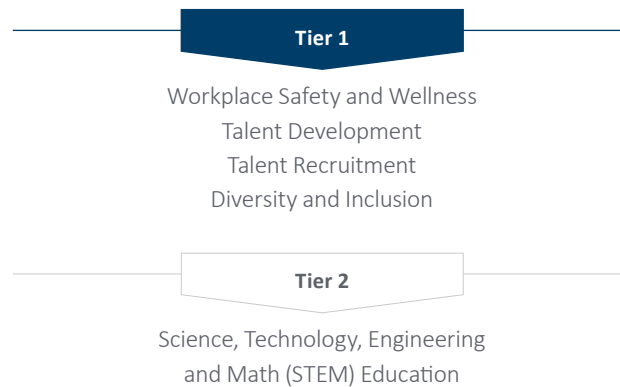 Tier 1
Workplace Safety and Wellness
Talent Development
Talent Recruitment
Diversity and Inclusion
Tier 2
Science, Technology, Engineering
and Math (STEM) Education